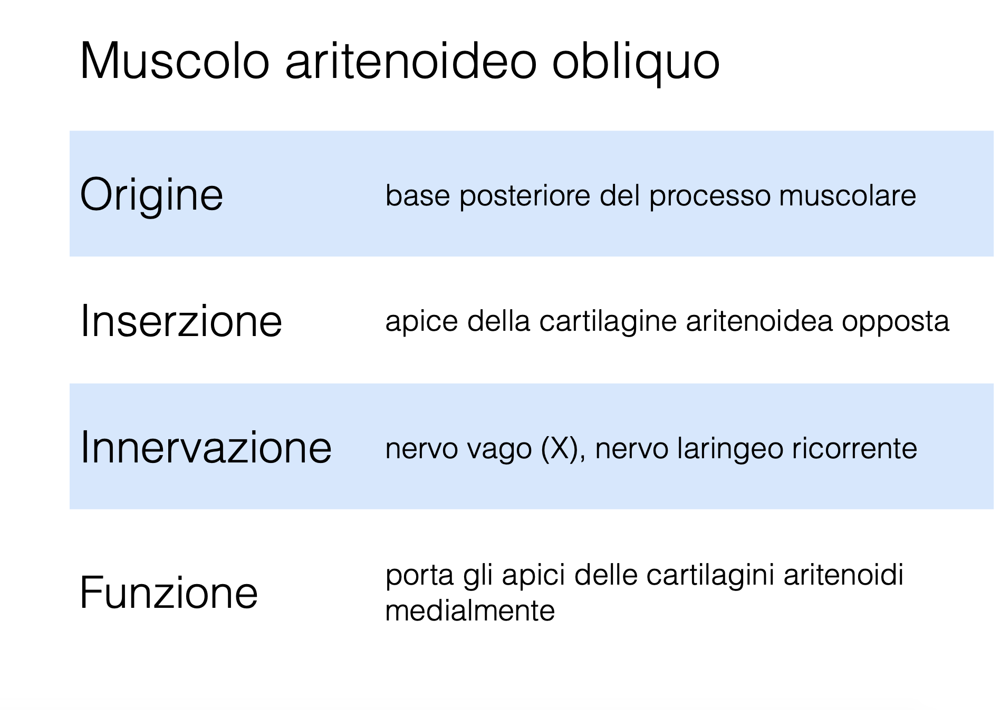 Muscolo aritenoideo obliquo
Origine
base posteriore del processo muscolare
Inserzione
apice della cartilagine aritenoidea opposta
Innervazione
nervo vago (X), nervo laringeo ricorrente
Funzione
porta gli apici delle cartilagini aritenoidi
medialmente